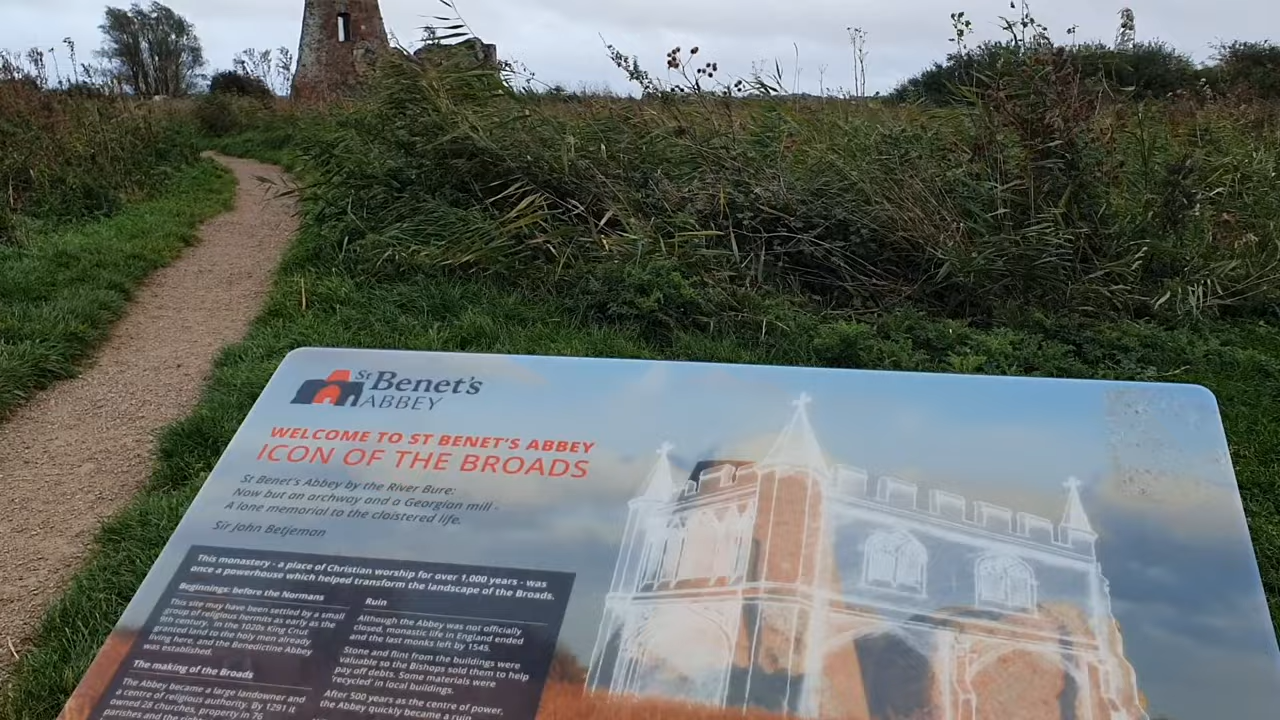 St Benet's
ABBEY
WELCOME TO ST BENET'S ABBEY
ICON OF THE BROADS
St Benet's Abbey by the River Bure:
Now but an archway and a Georgian mill -
A lone memorial to the cloistered life.
Sir John Betjeman
This monastery - a place of Christian worship for over 1,000 years - was
once a powerhouse which helped transform the landscape of the Broads.
Beginnings: before the Normans
This site may have been settled by a small
group of religious hermits as early as the
9th century. In the 1020s King Cnut
granted land to the holy men already
living here, and the Benedictine Abbey
was established.
The making of the Broads
The Abbey became a large landowner and
a centre of religious authority. By 1291 it
owned 28 churches, property in 76
parishes and the
Ruin
Although the Abbey was not officially
closed, monastic life in England ended
and the last monks left by 1545.
Stone and flint from the buildings were
valuable so the Bishops sold them to help
pay off debts. Some materials were
'recycled' in local buildings.
After 500 years as the centre of power,
the Abbey quickly became a ruin